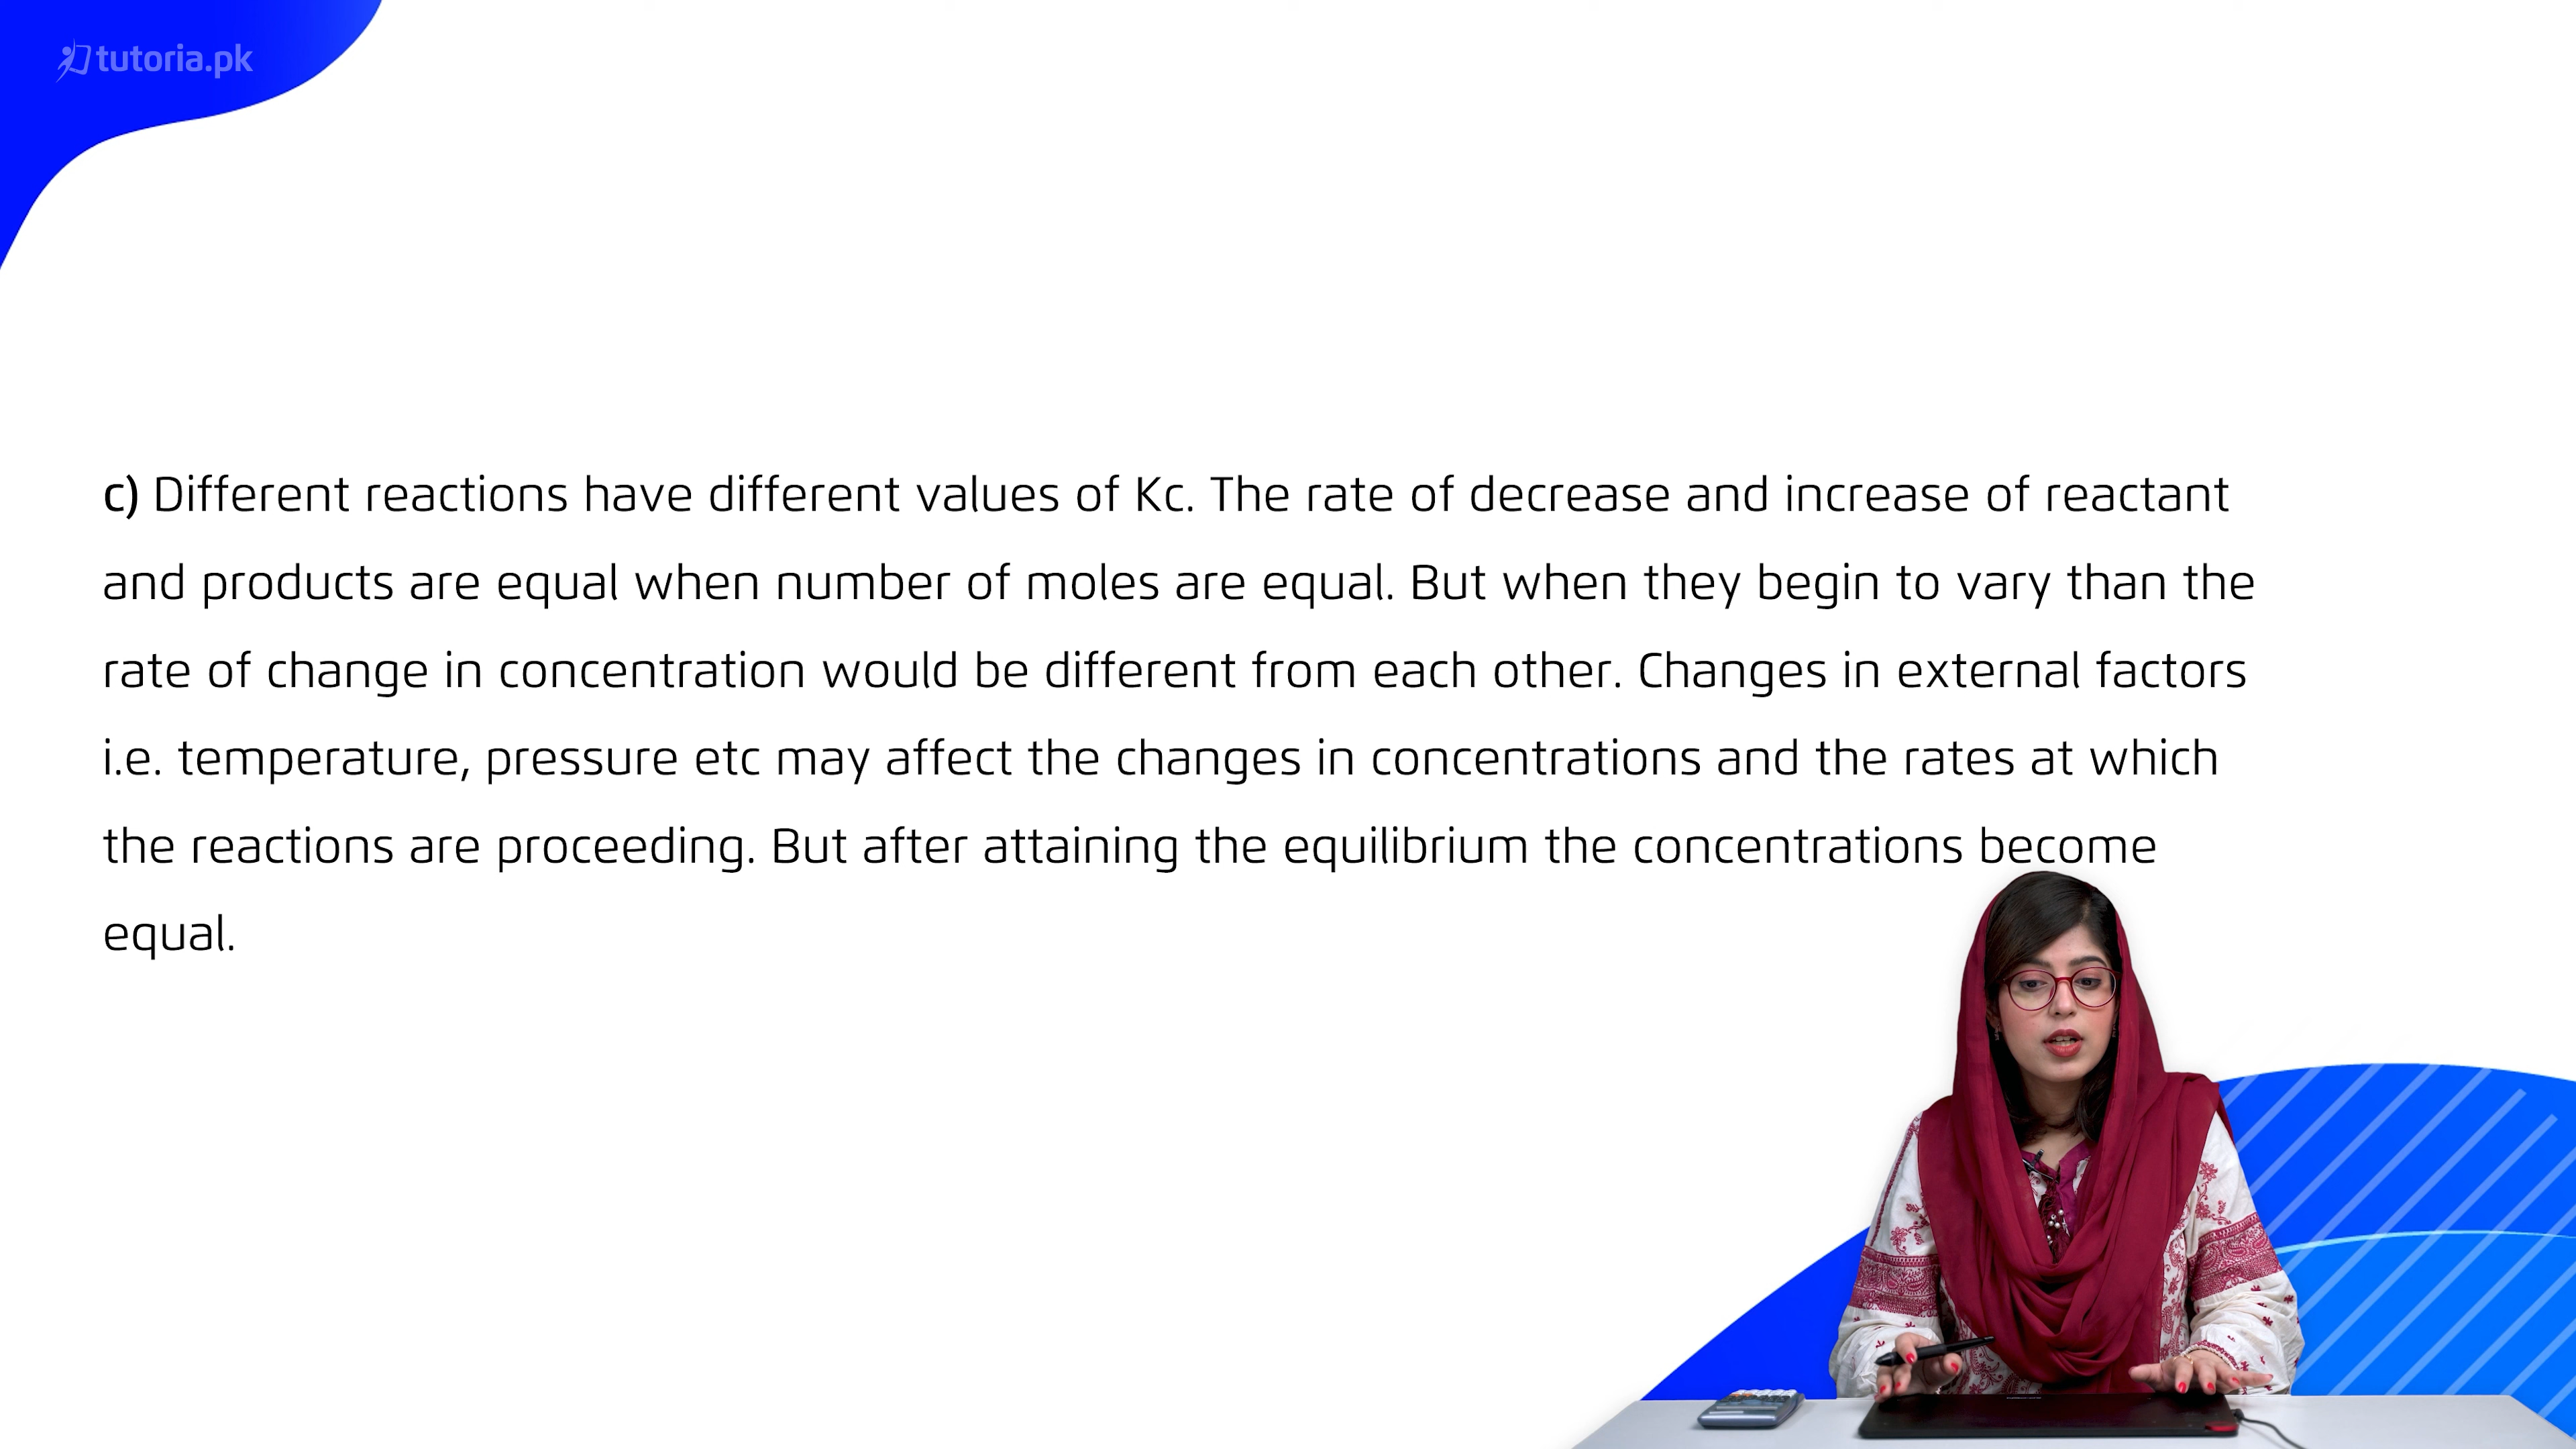 tutoria.pk
c) Different reactions have different values of Kc. The rate of decrease and increase of reactant
and products are equal when number of moles are equal. But when they begin to vary than the
rate of change in concentration would be different from each other. Changes in external factors
i.e. temperature, pressure etc may affect the changes in concentrations and the rates at which
the reactions are proceeding. But after attaining the equilibrium the concentrations become
equal.